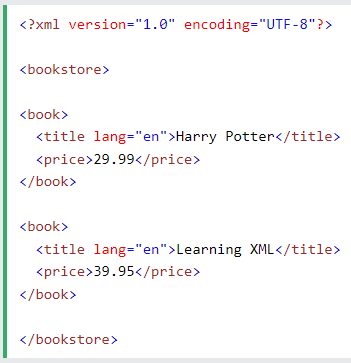 <?xml version="1.0" encoding="UTF-8"?>
<bookstore>
<book>
  <title lang="en">Harry Potter</title>
  <price>29.99</price>
</book>
<book>
  <title lang="en">Learning XML</title>
  <price>39.95</price>
</book>
</bookstore>